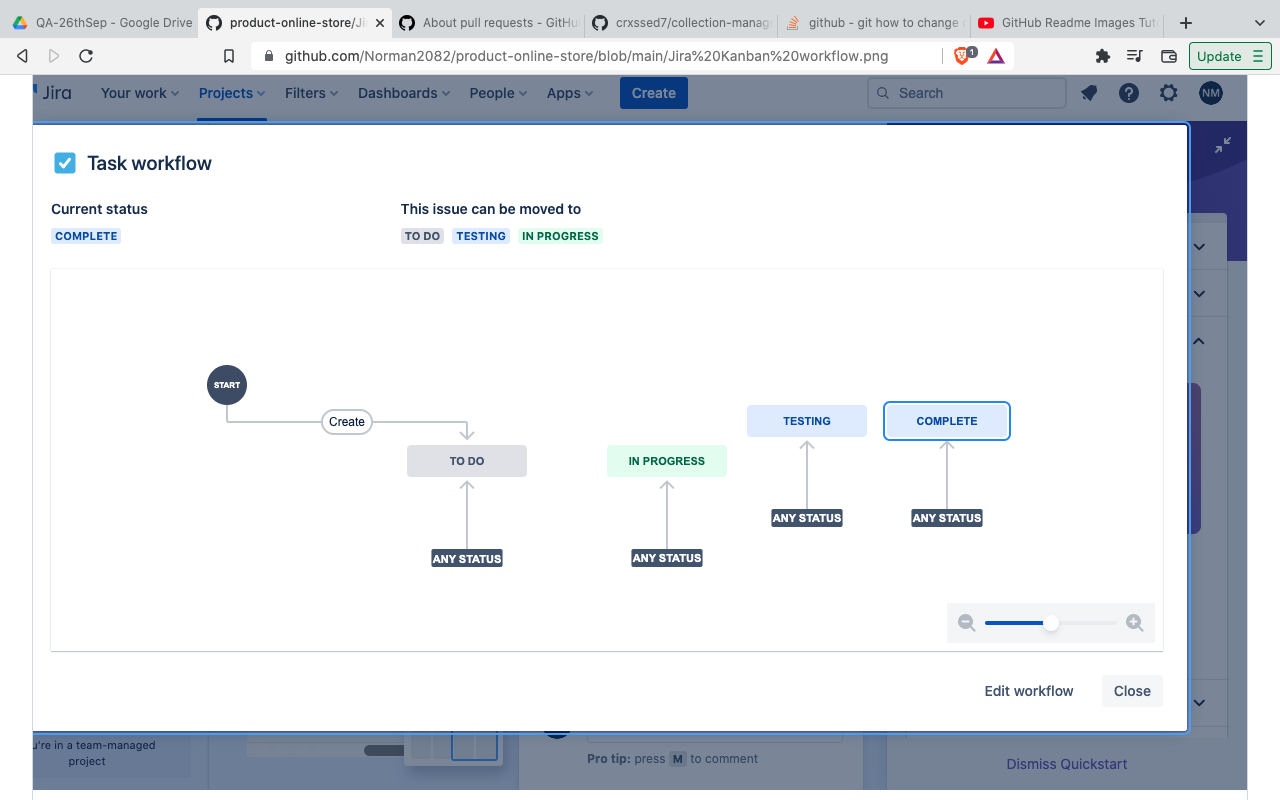 QA-26thSep - Google Drive
product-online-store/Ji
About pull requests - GitHu
crxssed7/collection-manag
github - git how to change
GitHub Readme Images Tut
github.com/Norman2082/product-online-store/blob/main/Jira%20Kanban%20workflow.png
1
Update
Jira
Your work
Projects
Filters
Dashboards
People
Apps
Create
Search
NM
Task workflow
Current status
This issue can be moved to
COMPLETE
TO DO
TESTING
IN PROGRESS
START
Create
TO DO
IN PROGRESS
TESTING
COMPLETE
ANY STATUS
ANY STATUS
ANY STATUS
ANY STATUS
Edit workflow
Close
u're in a team-managed
project
Pro tip: press M to comment
Dismiss Quickstart